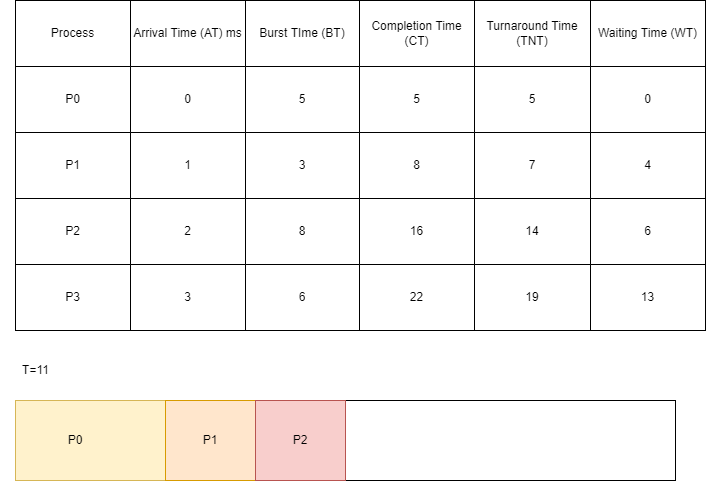 Process Arrival Time (AT) ms Burst TIme (BT) Completion Time (CT) Turnaround Time (TNT) Waiting Time (WT)
P0 0 5 5 5 0
P1 1 3 8 7 4
P2 2 8 16 14 6
P3 3 6 22 19 13
T=11
P0 P1 P2